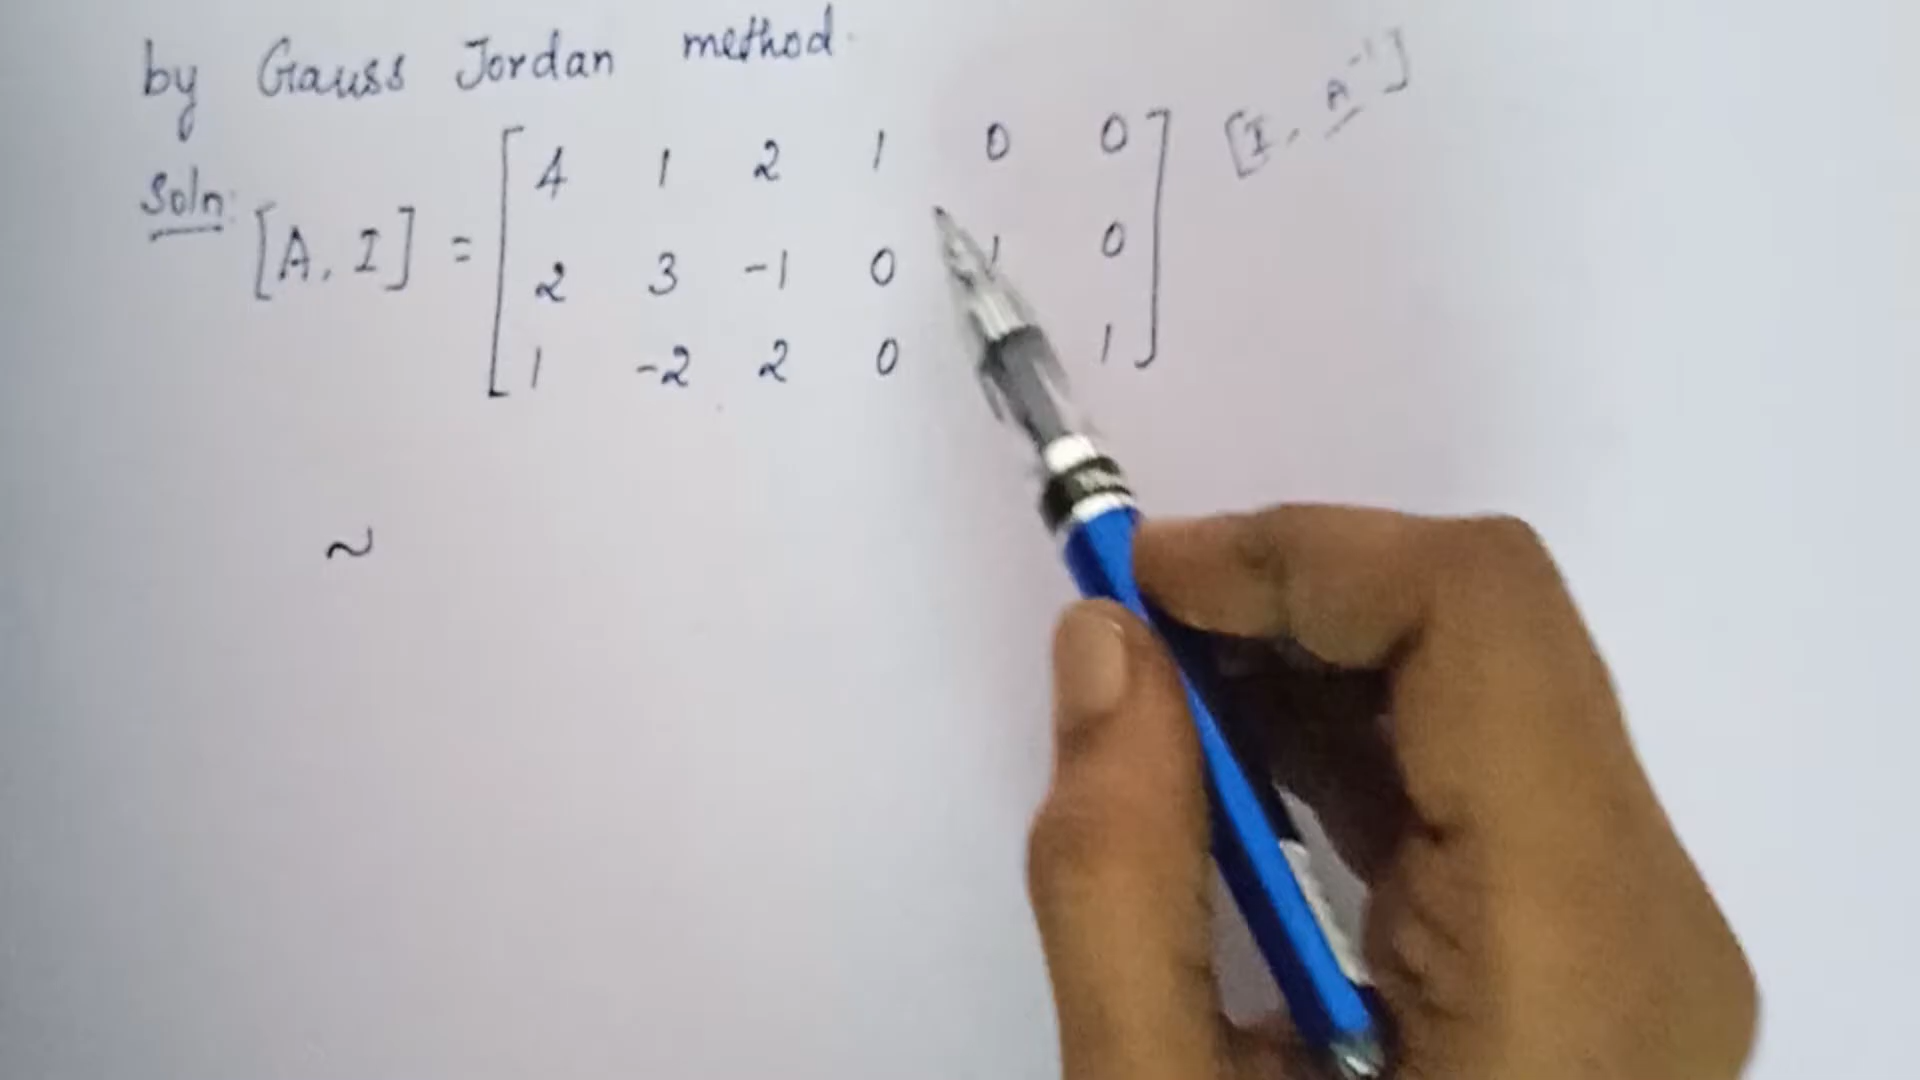 by Gauss Jordan method.
Soln: [A, I] = [ 4 1 2 1 0 0 ] [I, A⁻¹]
2 3 -1 0 1 0
1 -2 2 0 1
~